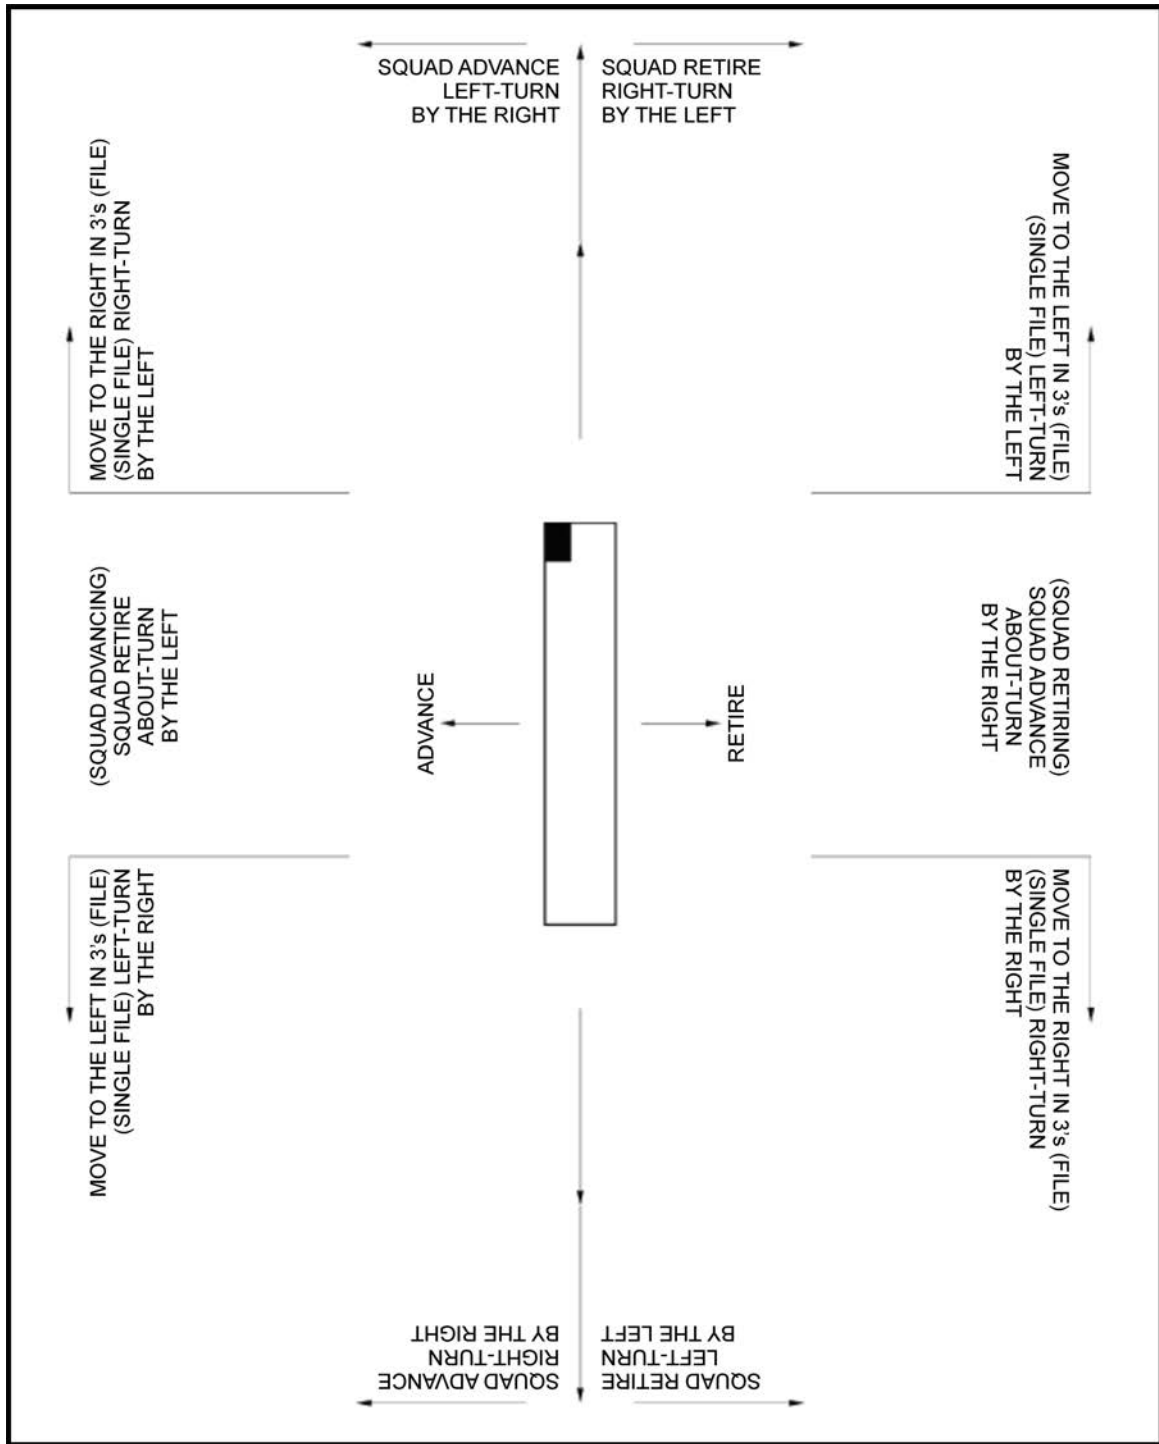 SQUAD ADVANCE
LEFT-TURN
BY THE RIGHT
SQUAD RETIRE
RIGHT-TURN
BY THE LEFT
MOVE TO THE RIGHT IN 3's (FILE)
(SINGLE FILE) RIGHT-TURN
BY THE LEFT
MOVE TO THE LEFT IN 3's (FILE)
(SINGLE FILE) LEFT-TURN
BY THE LEFT
(SQUAD ADVANCING)
SQUAD RETIRE
ABOUT-TURN
BY THE LEFT
ADVANCE
RETIRE
(SQUAD RETIRING)
SQUAD ADVANCE
ABOUT-TURN
BY THE RIGHT
MOVE TO THE LEFT IN 3's (FILE)
(SINGLE FILE) LEFT-TURN
BY THE RIGHT
MOVE TO THE RIGHT IN 3's (FILE)
(SINGLE FILE) RIGHT-TURN
BY THE RIGHT
SQUAD ADVANCE
RIGHT-TURN
BY THE RIGHT
SQUAD RETIRE
LEFT-TURN
BY THE LEFT